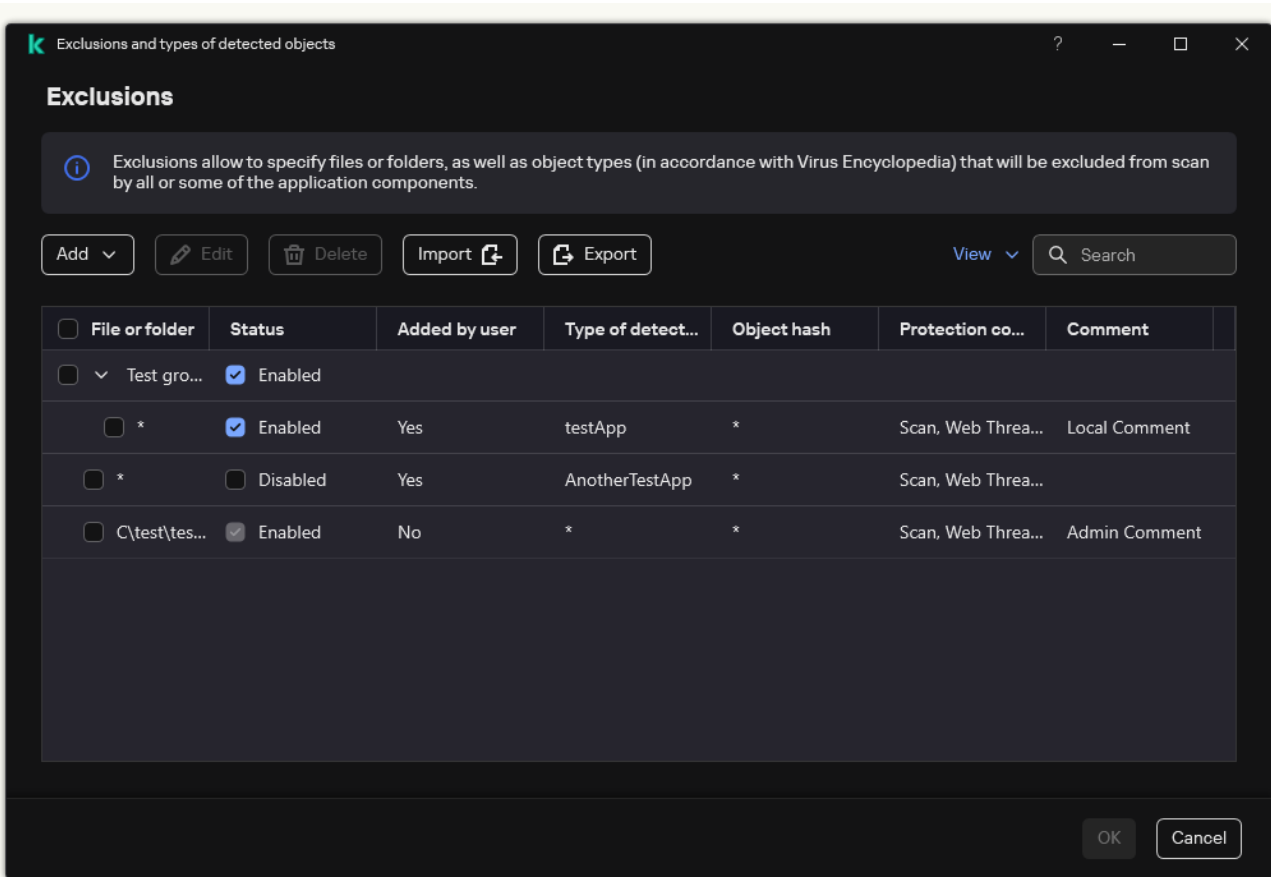 Exclusions and types of detected objects
?
Exclusions
Exclusions allow to specify files or folders, as well as object types (in accordance with Virus Encyclopedia) that will be excluded from scan
by all or some of the application components.
Add Edit Delete Import Export View Search
File or folder Status Added by user Type of detect... Object hash Protection co... Comment
Test gro... Enabled
* Enabled Yes testApp * Scan, Web Threa... Local Comment
* Disabled Yes AnotherTestApp * Scan, Web Threa...
C\test\tes... Enabled No * * Scan, Web Threa... Admin Comment
OK Cancel